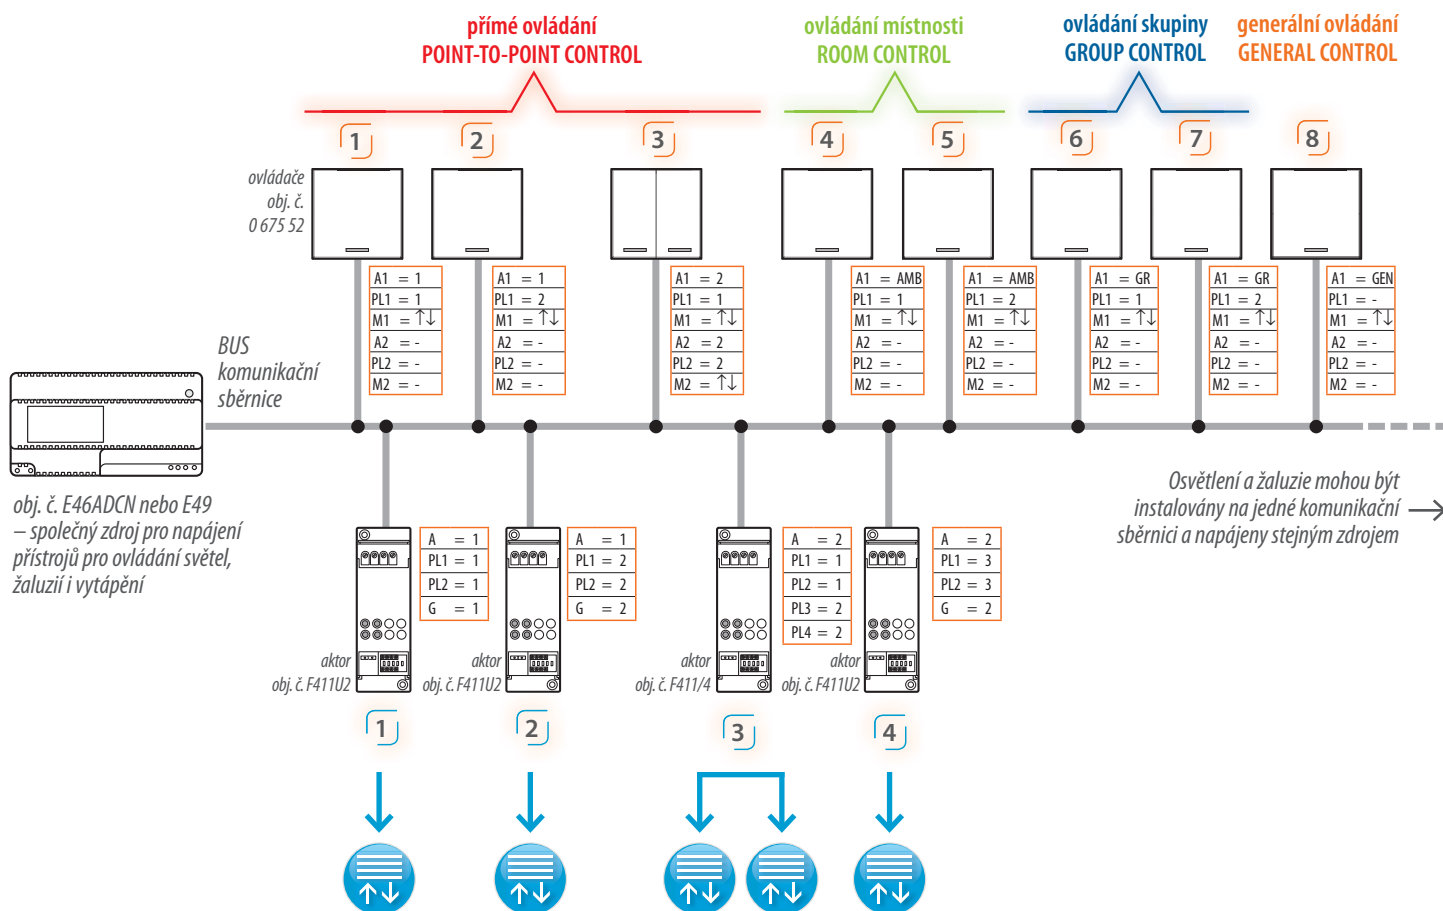 přímé ovládání
POINT-TO-POINT CONTROL
ovládání místnosti
ROOM CONTROL
ovládání skupiny
GROUP CONTROL
generální ovládání
GENERAL CONTROL
1
2
3
4
5
6
7
8
ovládače
obj. č.
0 675 52
A1 = 1
PL1 = 1
M1 = ↑↓
A2 = -
PL2 = -
M2 = -
A1 = 1
PL1 = 2
M1 = ↑↓
A2 = -
PL2 = -
M2 = -
A1 = 2
PL1 = 1
M1 = ↑↓
A2 = 2
PL2 = 2
M2 = ↑↓
A1 = AMB
PL1 = 1
M1 = ↑↓
A2 = -
PL2 = -
M2 = -
A1 = AMB
PL1 = 2
M1 = ↑↓
A2 = -
PL2 = -
M2 = -
A1 = GR
PL1 = 1
M1 = ↑↓
A2 = -
PL2 = -
M2 = -
A1 = GR
PL1 = 2
M1 = ↑↓
A2 = -
PL2 = -
M2 = -
A1 = GEN
PL1 = -
M1 = ↑↓
A2 = -
PL2 = -
M2 = -
BUS
komunikační
sběrnice
obj. č. E46ADCN nebo E49
– společný zdroj pro napájení
přístrojů pro ovládání světel,
žaluzií i vytápění
Osvětlení a žaluzie mohou být
instalovány na jedné komunikační
sběrnici a napájeny stejným zdrojem
A = 1
PL1 = 1
PL2 = 1
G = 1
A = 1
PL1 = 2
PL2 = 2
G = 2
A = 2
PL1 = 1
PL2 = 1
PL3 = 2
PL4 = 2
A = 2
PL1 = 3
PL2 = 3
G = 2
aktor
obj. č. F411U2
aktor
obj. č. F411U2
aktor
obj. č. F411/4
aktor
obj. č. F411U2
1
2
3
4